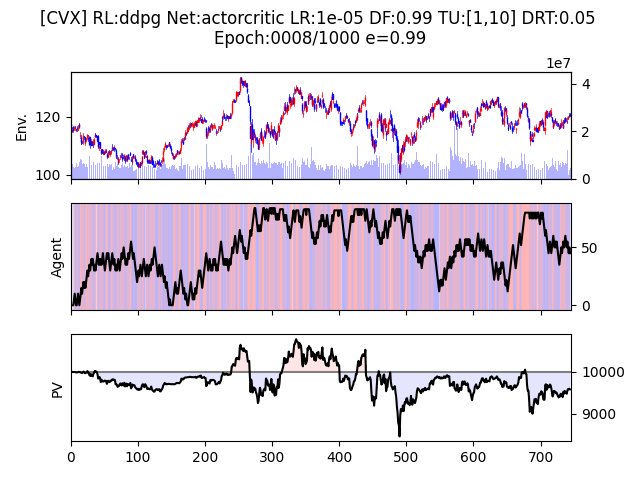 [CVX] RL:ddpg Net:actorcritic LR:1e-05 DF:0.99 TU:[1,10] DRT:0.05
Epoch:0008/1000 e=0.99
1e7
Env.
120
100
4
2
0
Agent
50
0
PV
10000
9000
0 100 200 300 400 500 600 700